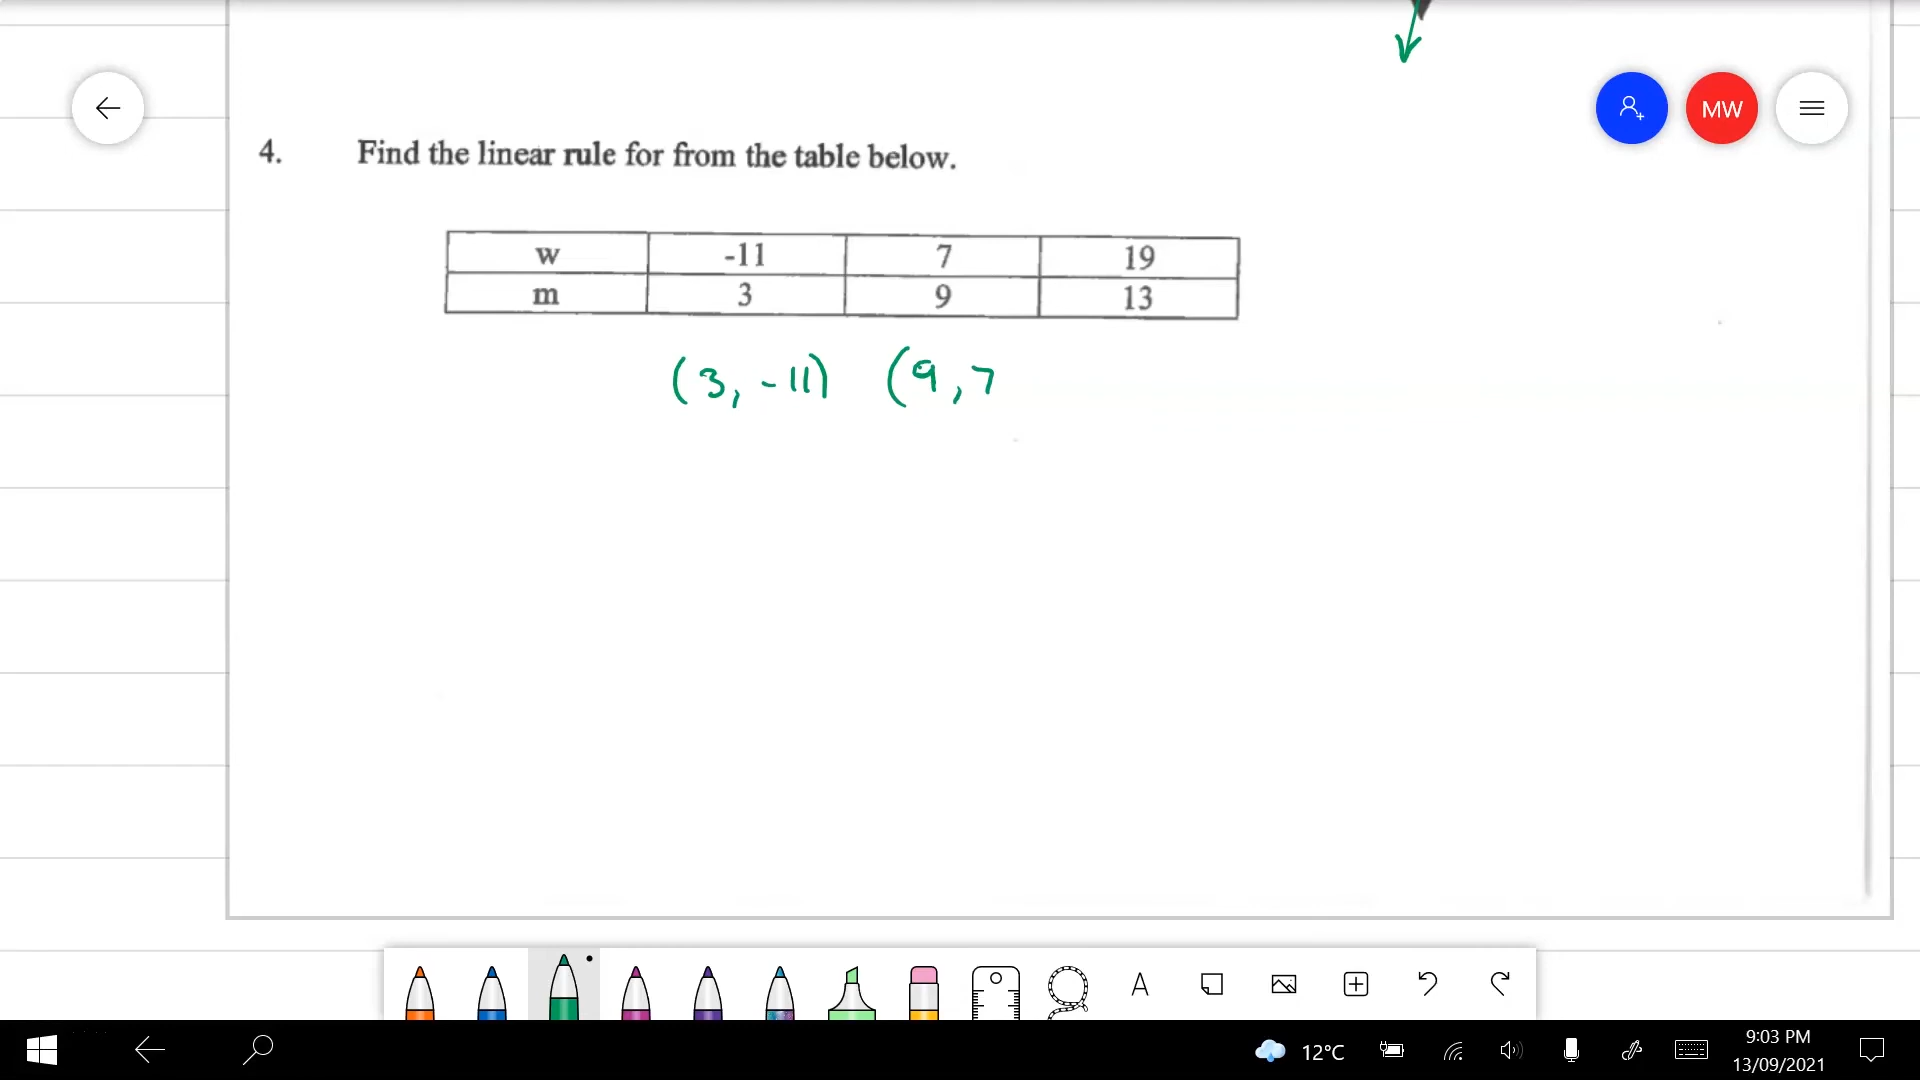 MW
4. Find the linear rule for from the table below.
w -11 7 19
m 3 9 13
(3, -11) (9, 7
A
12°C
9:03 PM
13/09/2021